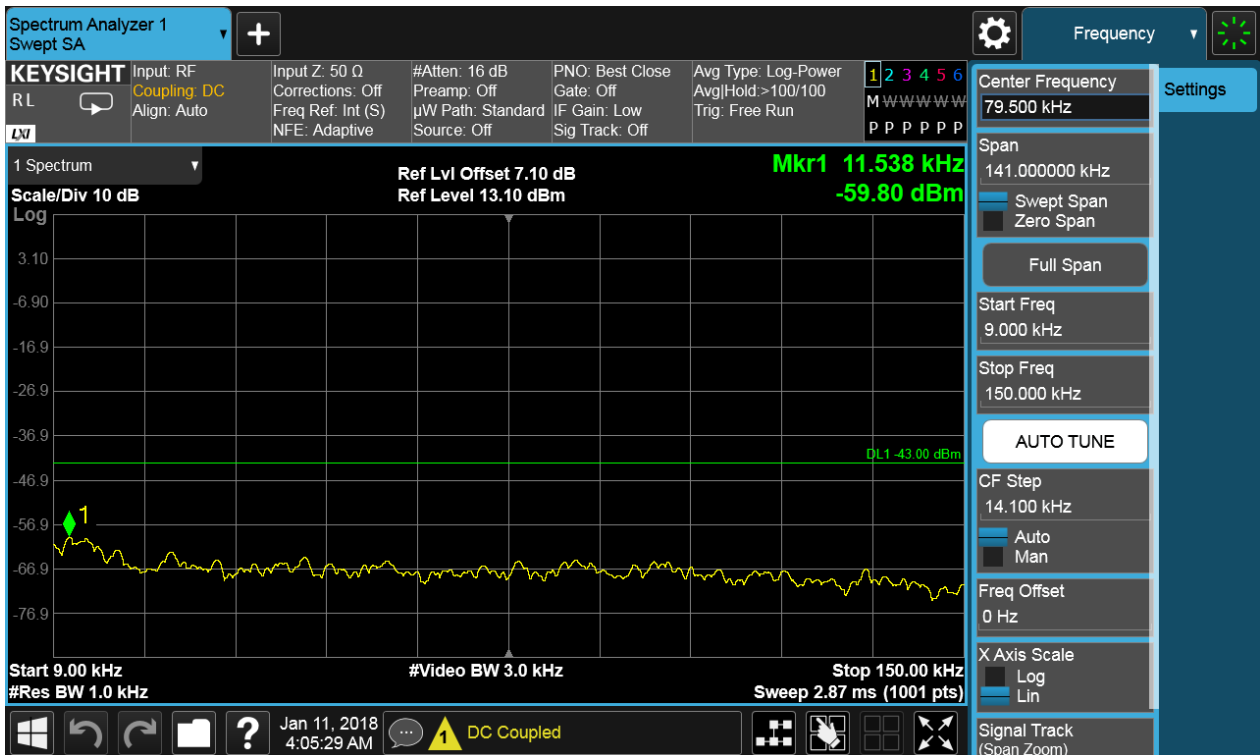 Spectrum Analyzer 1
Swept SA
+
Frequency
KEYSIGHT
RL
LXI
Input: RF
Coupling: DC
Align: Auto
Input Z: 50 Ω
Corrections: Off
Freq Ref: Int (S)
NFE: Adaptive
#Atten: 16 dB
Preamp: Off
µW Path: Standard
Source: Off
PNO: Best Close
Gate: Off
IF Gain: Low
Sig Track: Off
Avg Type: Log-Power
Avg|Hold:>100/100
Trig: Free Run
1 2 3 4 5 6
M W W W W W
P P P P P P
1 Spectrum
Scale/Div 10 dB
Log
Ref Lvl Offset 7.10 dB
Ref Level 13.10 dBm
Mkr1 11.538 kHz
-59.80 dBm
3.10
-6.90
-16.9
-26.9
-36.9
-46.9
-56.9
-66.9
-76.9
DL1 -43.00 dBm
1
Start 9.00 kHz
#Res BW 1.0 kHz
#Video BW 3.0 kHz
Stop 150.00 kHz
Sweep 2.87 ms (1001 pts)
Center Frequency
79.500 kHz
Span
141.000000 kHz
Swept Span
Zero Span
Full Span
Start Freq
9.000 kHz
Stop Freq
150.000 kHz
AUTO TUNE
CF Step
14.100 kHz
Auto
Man
Freq Offset
0 Hz
X Axis Scale
Log
Lin
Signal Track
(Span Zoom)
Settings
?
Jan 11, 2018
4:05:29 AM
1
DC Coupled